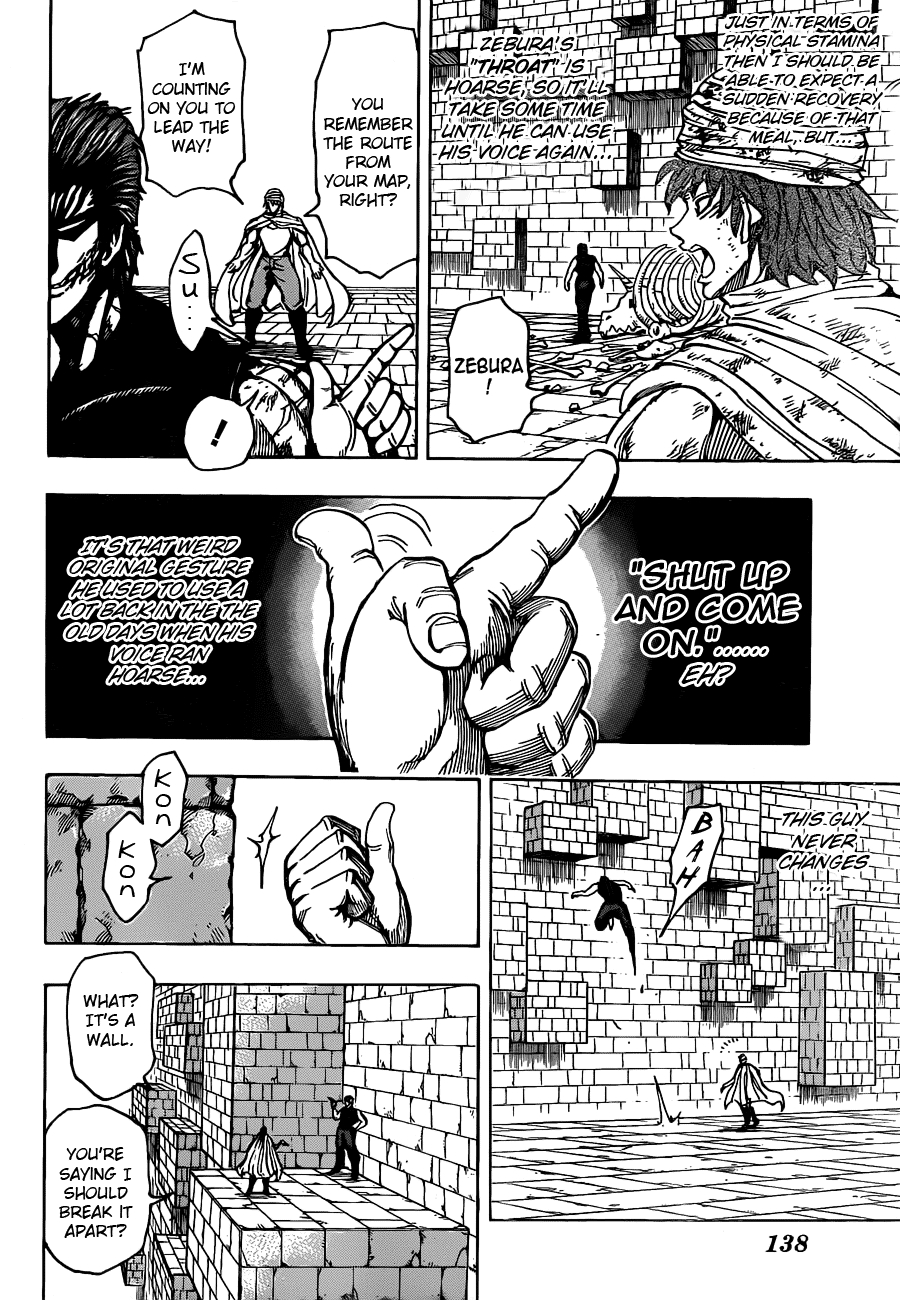 JUST IN TERMS OF
PHYSICAL STAMINA
THEN I SHOULD BE
ABLE TO EXPECT A
SUDDEN RECOVERY
BECAUSE OF THAT
MEAL, BUT...
ZEBURA'S
"THROAT" IS
HOARSE, SO IT'LL
TAKE SOME TIME
UNTIL HE CAN USE
HIS VOICE AGAIN...
ZEBURA
!
YOU
REMEMBER
THE ROUTE
FROM
YOUR MAP,
RIGHT?
I'M
COUNTING
ON YOU TO
LEAD THE
WAY!
Su...
!
"SHUT UP
AND COME
ON.".......
EH?
IT'S THAT WEIRD
ORIGINAL GESTURE
HE USED TO USE A
LOT BACK IN THE THE
OLD DAYS WHEN HIS
VOICE RAN
HOARSE...
THIS GUY
NEVER
CHANGES
...
BAH
Kon
Kon
WHAT?
IT'S A
WALL.
YOU'RE
SAYING I
SHOULD
BREAK IT
APART?
138